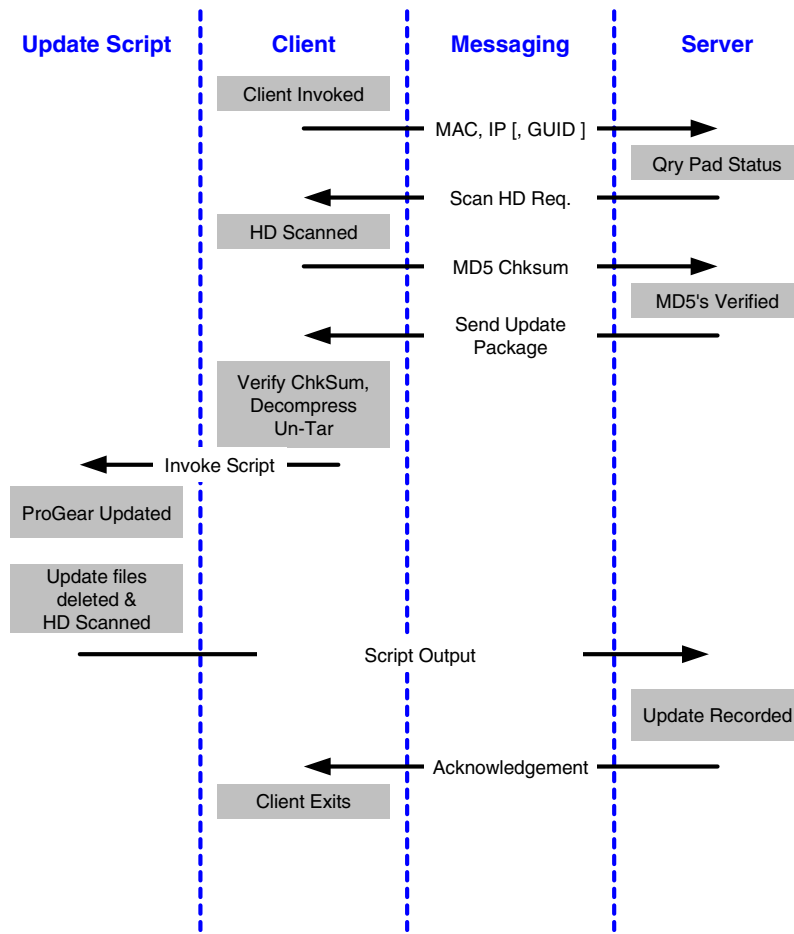 Update Script
Client
Messaging
Server
Client Invoked
MAC, IP [, GUID ]
Qry Pad Status
Scan HD Req.
HD Scanned
MD5 Chksum
MD5's Verified
Send Update
Package
Verify ChkSum,
Decompress
Un-Tar
Invoke Script
ProGear Updated
Update files
deleted &
HD Scanned
Script Output
Update Recorded
Acknowledgement
Client Exits